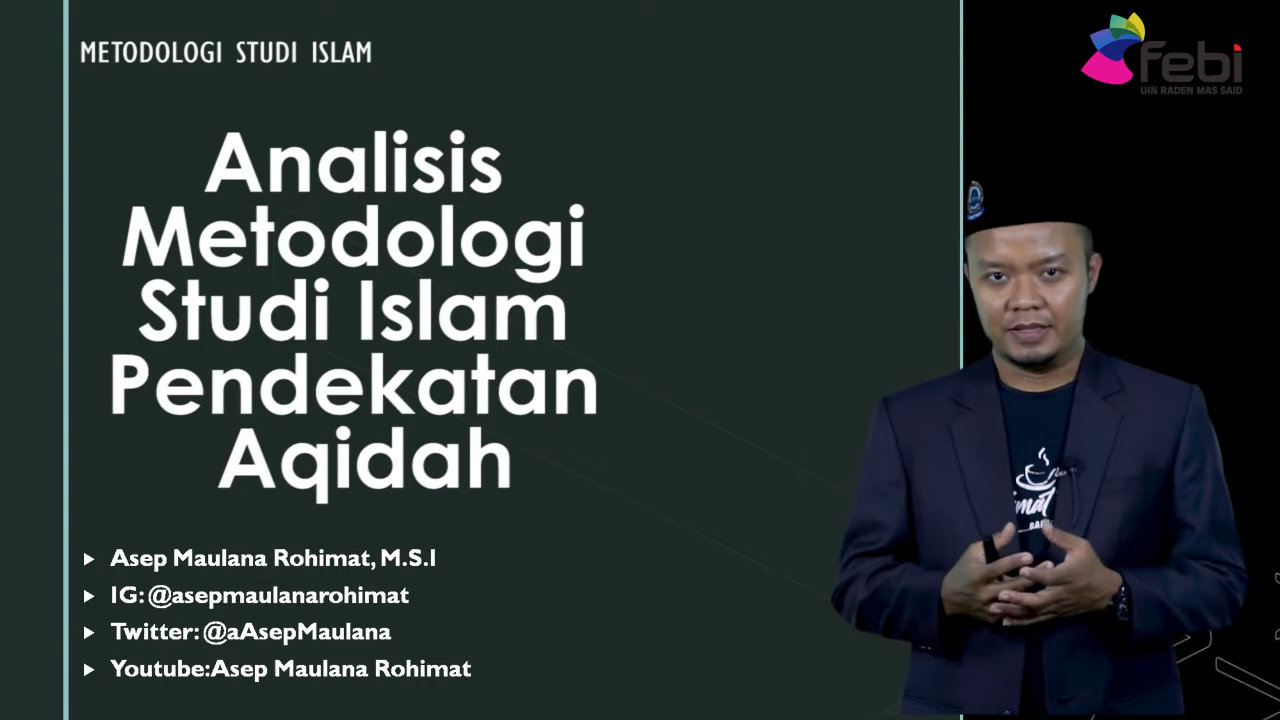 METODOLOGI STUDI ISLAM
febi
UIN RADEN MAS SAID
Analisis
Metodologi
Studi Islam
Pendekatan
Aqidah
Asep Maulana Rohimat, M.S.I
IG: @asepmaulanarohimat
Twitter: @aAsepMaulana
Youtube:Asep Maulana Rohimat